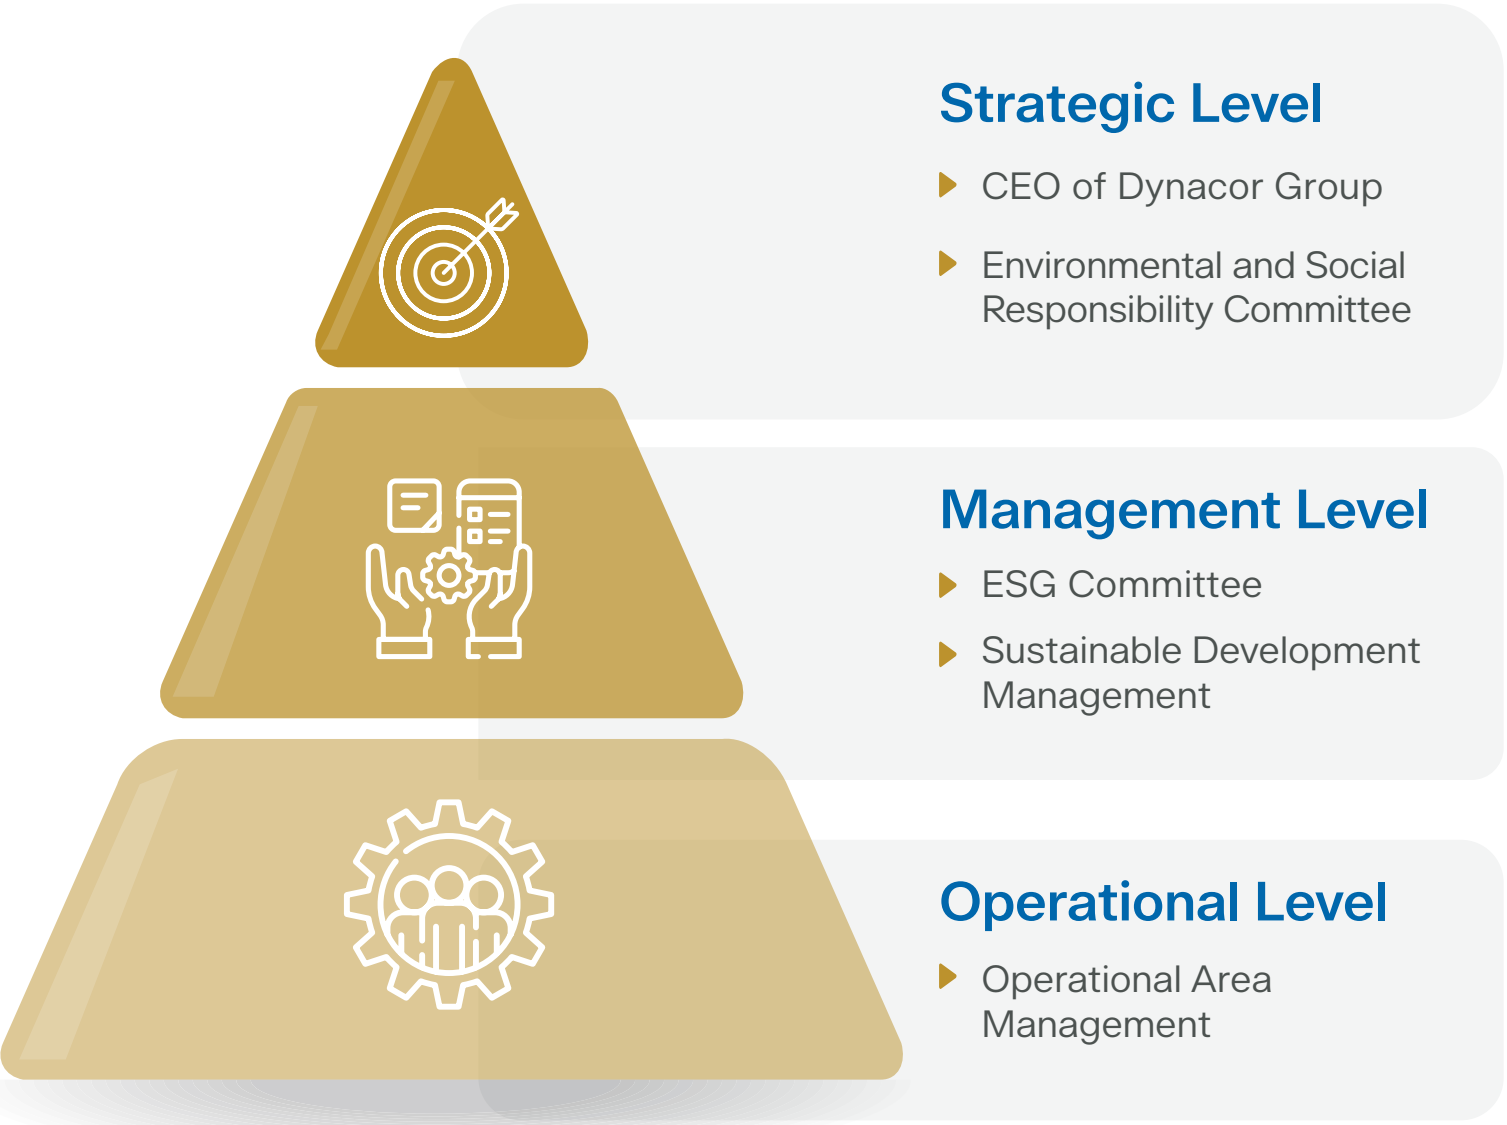 Strategic Level
CEO of Dynacor Group
Environmental and Social
Responsibility Committee
Management Level
ESG Committee
Sustainable Development
Management
Operational Level
Operational Area
Management